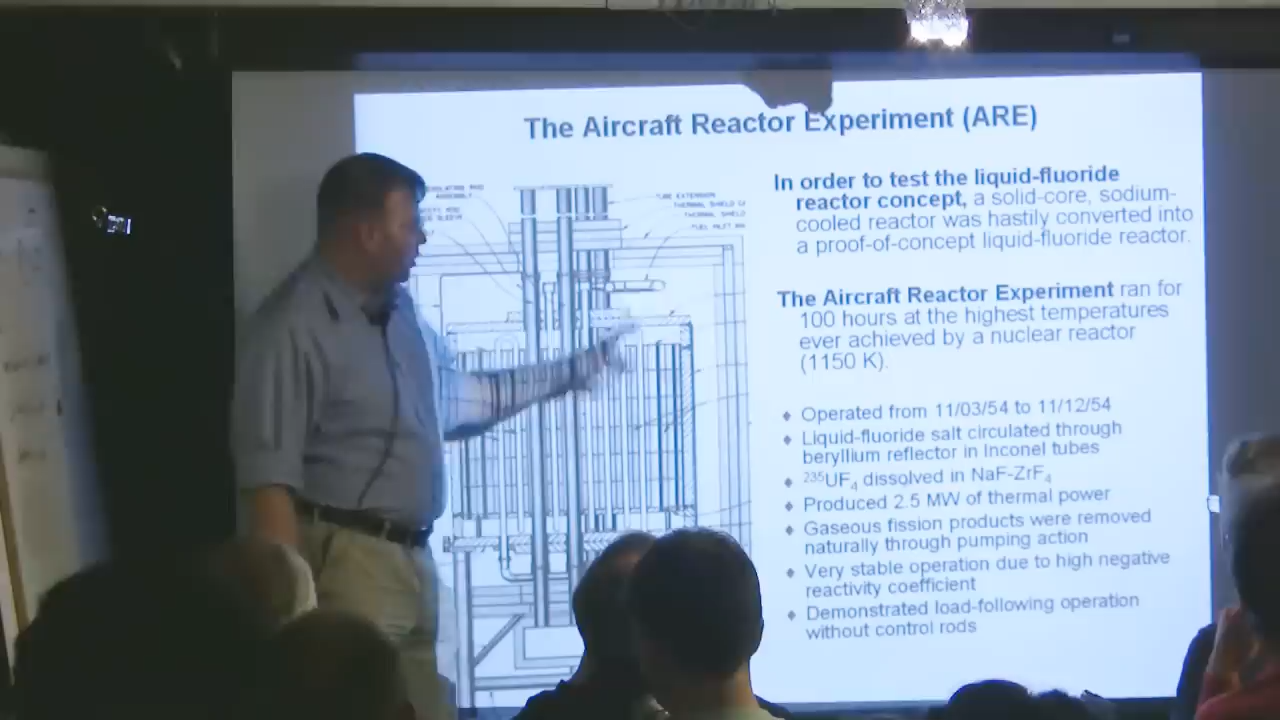 The Aircraft Reactor Experiment (ARE)
In order to test the liquid-fluoride
reactor concept, a solid-core, sodium-
cooled reactor was hastily converted into
a proof-of-concept liquid-fluoride reactor.
The Aircraft Reactor Experiment ran for
100 hours at the highest temperatures
ever achieved by a nuclear reactor
(1150 K).
♦ Operated from 11/03/54 to 11/12/54
♦ Liquid-fluoride salt circulated through
beryllium reflector in Inconel tubes
♦ ²³⁵UF₄ dissolved in NaF-ZrF₄
♦ Produced 2.5 MW of thermal power
♦ Gaseous fission products were removed
naturally through pumping action
♦ Very stable operation due to high negative
reactivity coefficient
♦ Demonstrated load-following operation
without control rods
ASSEMBLY
TUBE EXTENSION
THERMAL SHIELD
THERMAL SHIELD
FUEL INLET